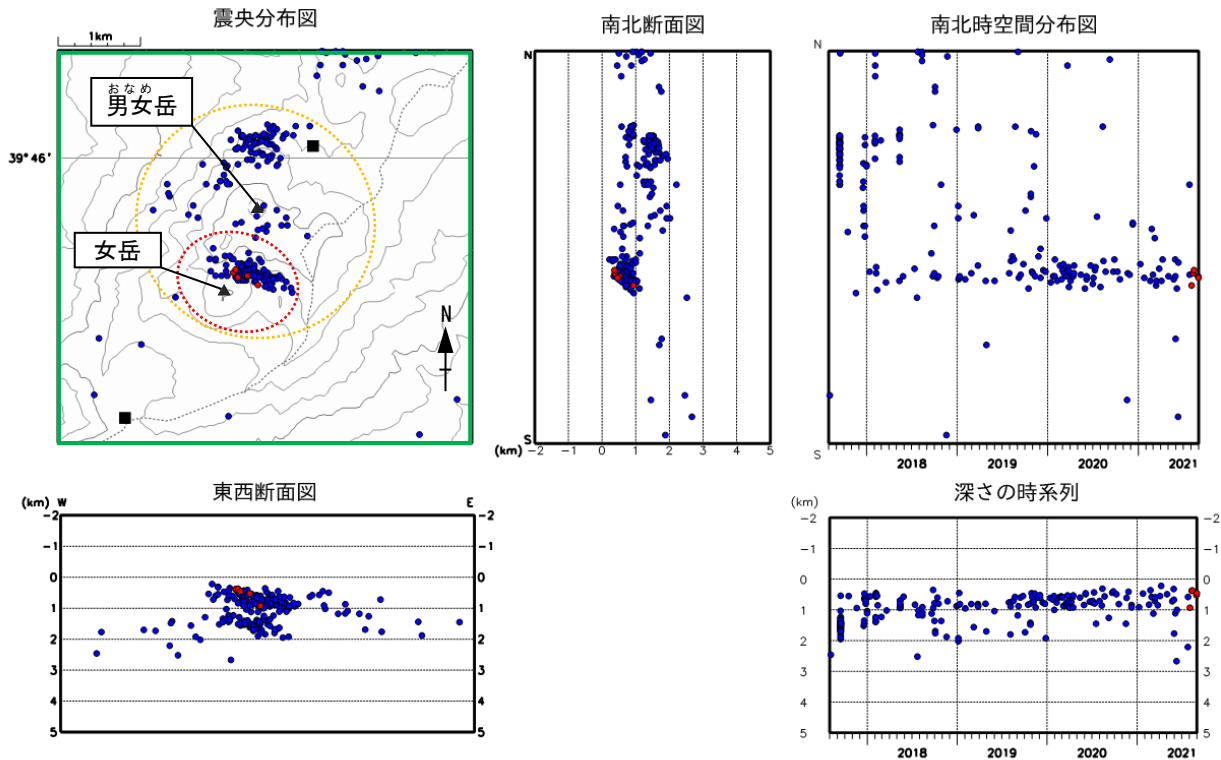 震央分布図
1km
おなめ
男女岳
39°46'
女岳
N
南北断面図
N
S
(km) -2 -1 0 1 2 3 4 5
南北時空間分布図
N
S
2018 2019 2020 2021
東西断面図
(km) W E
-2 -2
-1 -1
0 0
1 1
2 2
3 3
4 4
5 5
深さの時系列
(km)
-2 -2
-1 -1
0 0
1 1
2 2
3 3
4 4
5 5
2018 2019 2020 2021